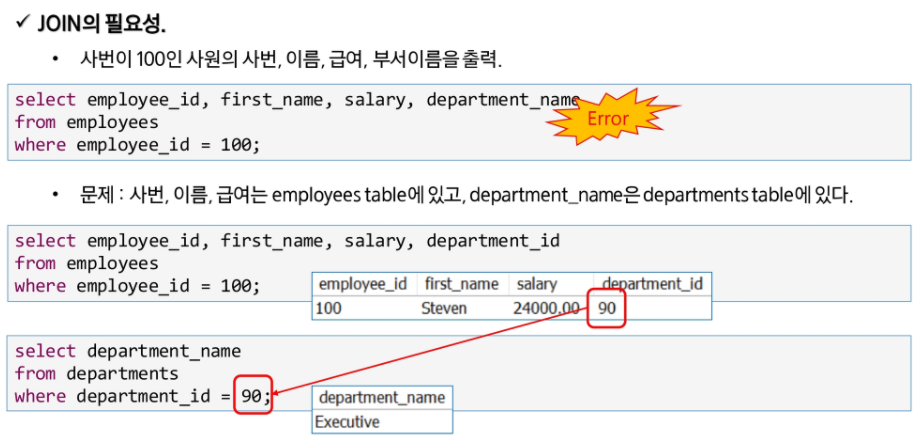 ✓ JOIN의 필요성.
• 사번이 100인 사원의 사번, 이름, 급여, 부서이름을 출력.
select employee_id, first_name, salary, department_name
from employees
where employee_id = 100;
Error
• 문제 : 사번, 이름, 급여는 employees table에 있고, department_name은 departments table에 있다.
select employee_id, first_name, salary, department_id
from employees
where employee_id = 100;
employee_id first_name salary department_id
100 Steven 24000,00 90
select department_name
from departments
where department_id = 90;
department_name
Executive